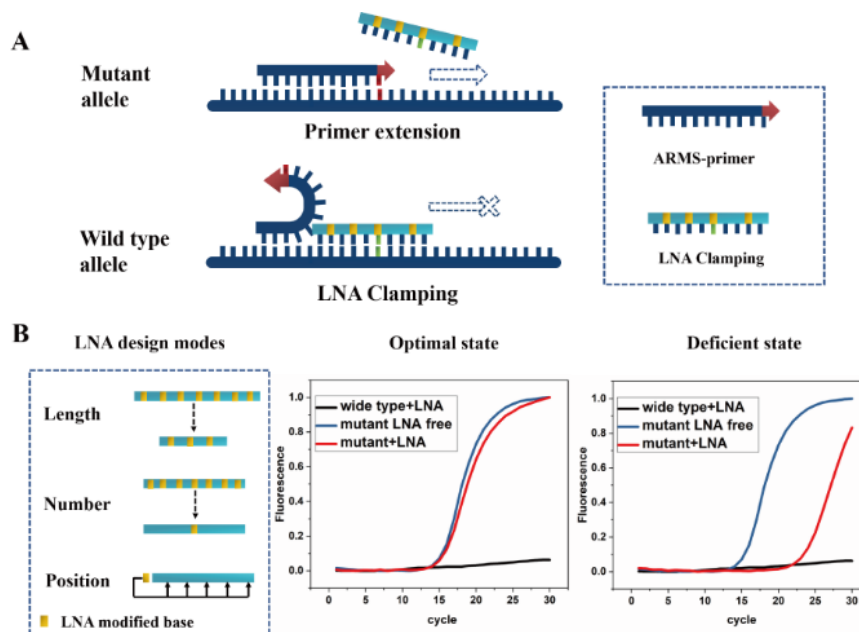 A
Mutant
allele
Primer extension
Wild type
allele
LNA Clamping
ARMS-primer
LNA Clamping
B
LNA design modes
Length
Number
Position
LNA modified base
Optimal state
wide type+LNA
mutant LNA free
mutant+LNA
Fluorescence
1.0
0.8
0.6
0.4
0.2
0.0
0 5 10 15 20 25 30
cycle
Deficient state
wide type+LNA
mutant LNA free
mutant+LNA
Fluorescence
1.0
0.8
0.6
0.4
0.2
0.0
0 5 10 15 20 25 30
cycle